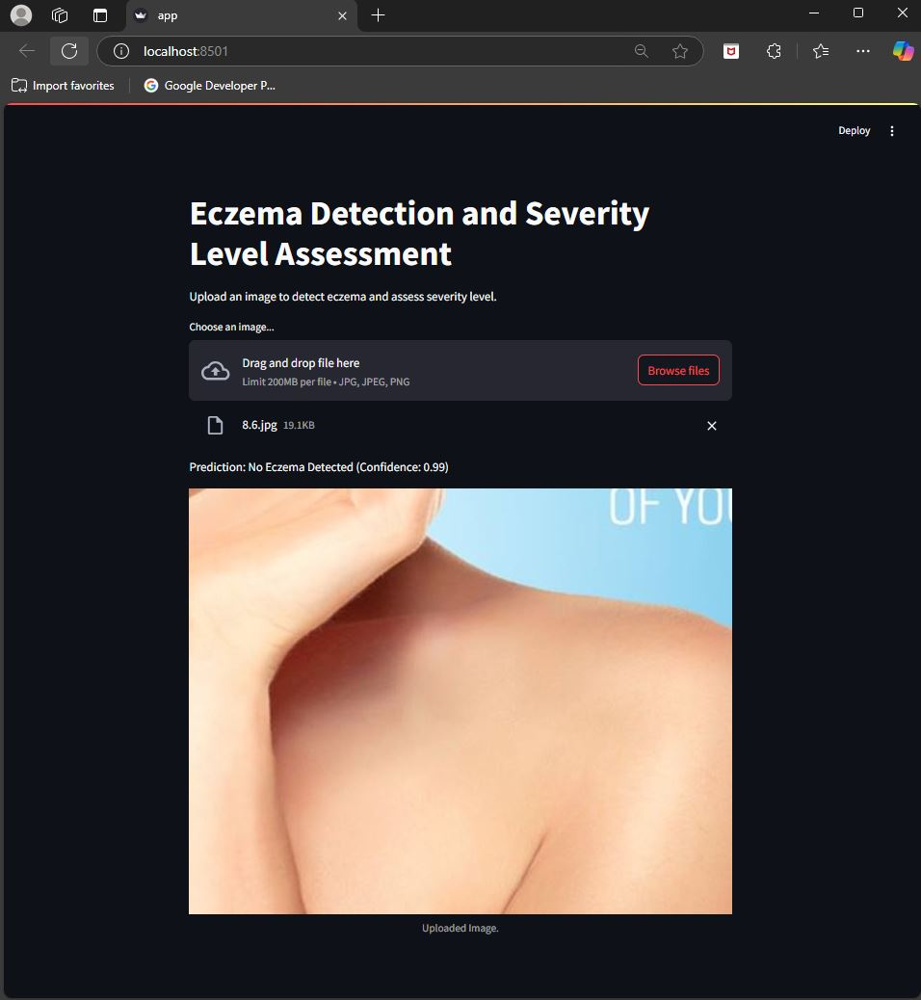 app
localhost:8501
Import favorites
Google Developer P...
Deploy
Eczema Detection and Severity
Level Assessment
Upload an image to detect eczema and assess severity level.
Choose an image...
Drag and drop file here
Limit 200MB per file • JPG, JPEG, PNG
Browse files
8.6.jpg 19.1KB
Prediction: No Eczema Detected (Confidence: 0.99)
OF YO
Uploaded Image.